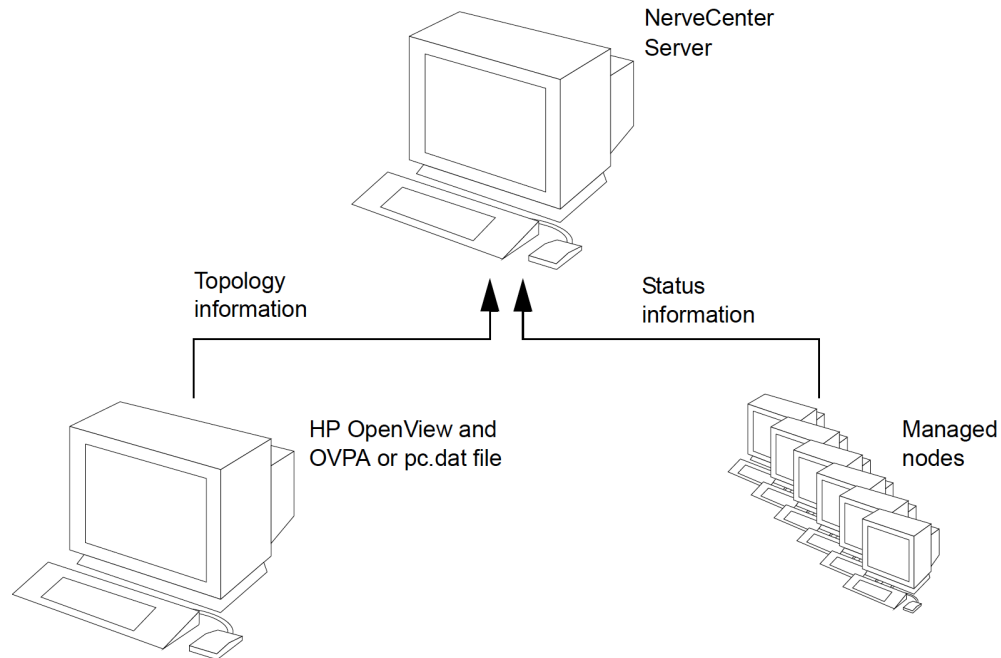 NerveCenter
Server
Topology
information
Status
information
HP OpenView and
OVPA or pc.dat file
Managed
nodes